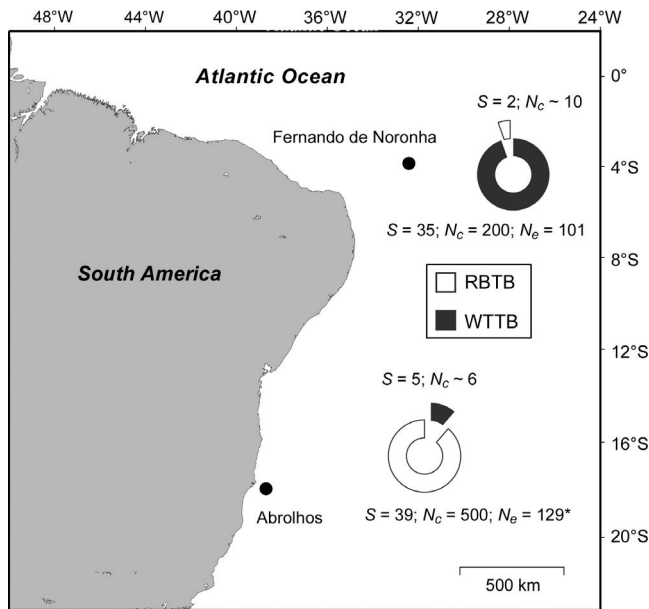 48°W 44°W 40°W 36°W 32°W 28°W 24°W
Atlantic Ocean
0°
S = 2; Nc ~ 10
Fernando de Noronha
4°S
S = 35; Nc = 200; Ne = 101
8°S
South America
RBTB
WTTB
12°S
S = 5; Nc ~ 6
16°S
Abrolhos
S = 39; Nc = 500; Ne = 129*
20°S
500 km